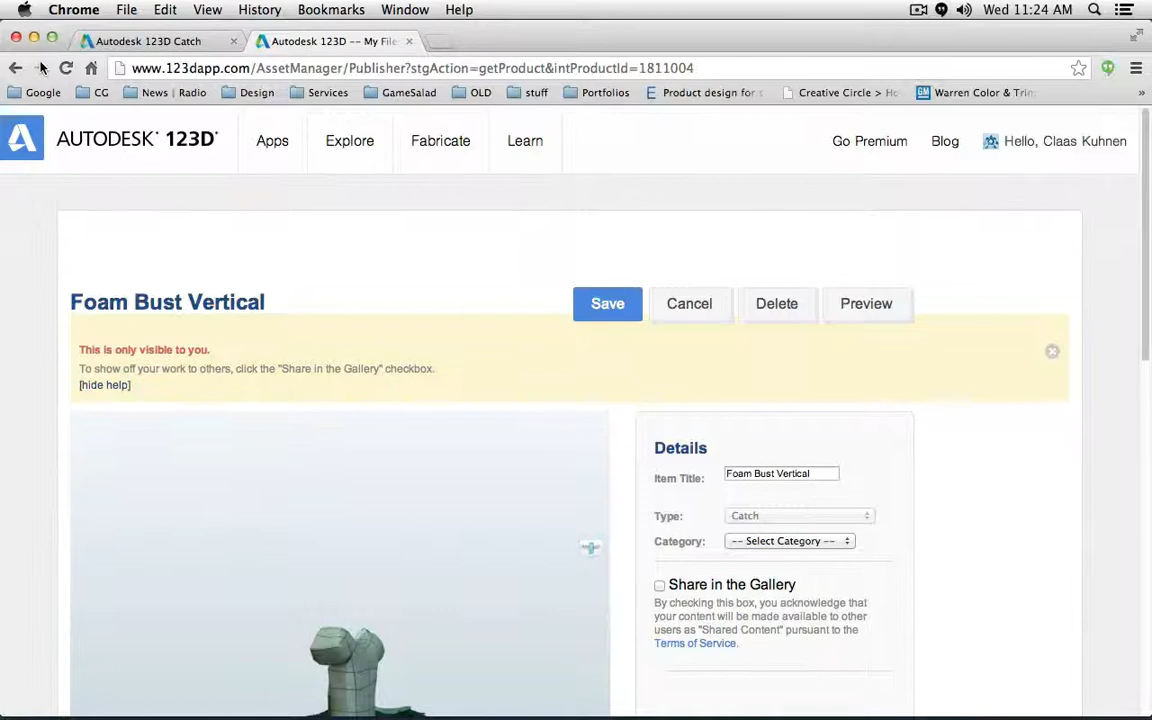 Chrome File Edit View History Bookmarks Window Help Wed 11:24 AM
Autodesk 123D Catch Autodesk 123D -- My File
www.123dapp.com/AssetManager/Publisher?stgAction=getProduct&intProductId=1811004
Google CG News | Radio Design Services GameSalad OLD stuff Portfolios Product design for Creative Circle > Ho Warren Color & Trim »
AUTODESK® 123D® Apps Explore Fabricate Learn Go Premium Blog Hello, Claas Kuhnen
Foam Bust Vertical Save Cancel Delete Preview
This is only visible to you.
To show off your work to others, click the "Share in the Gallery" checkbox.
[hide help]
Details
Item Title: Foam Bust Vertical
Type: Catch
Category: -- Select Category --
Share in the Gallery
By checking this box, you acknowledge that
your content will be made available to other
users as "Shared Content" pursuant to the
Terms of Service.